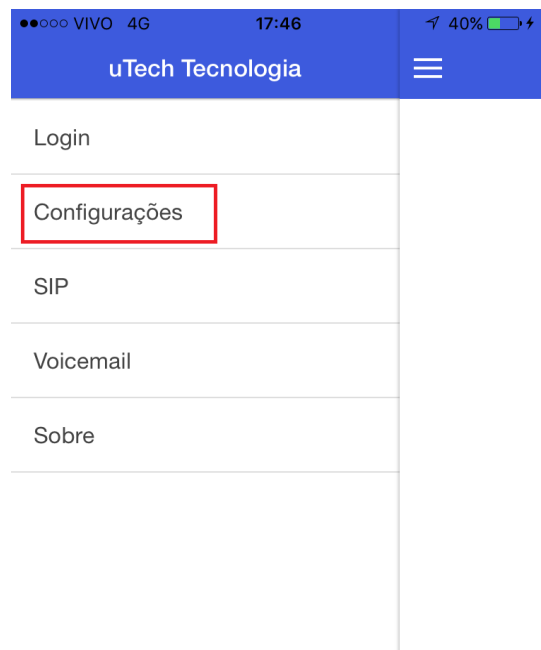 VIVO 4G 17:46 40%
uTech Tecnologia
Login
Configurações
SIP
Voicemail
Sobre